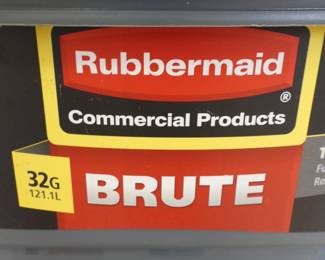 Rubbermaid®
Commercial Products
32G
121.1L
BRUTE